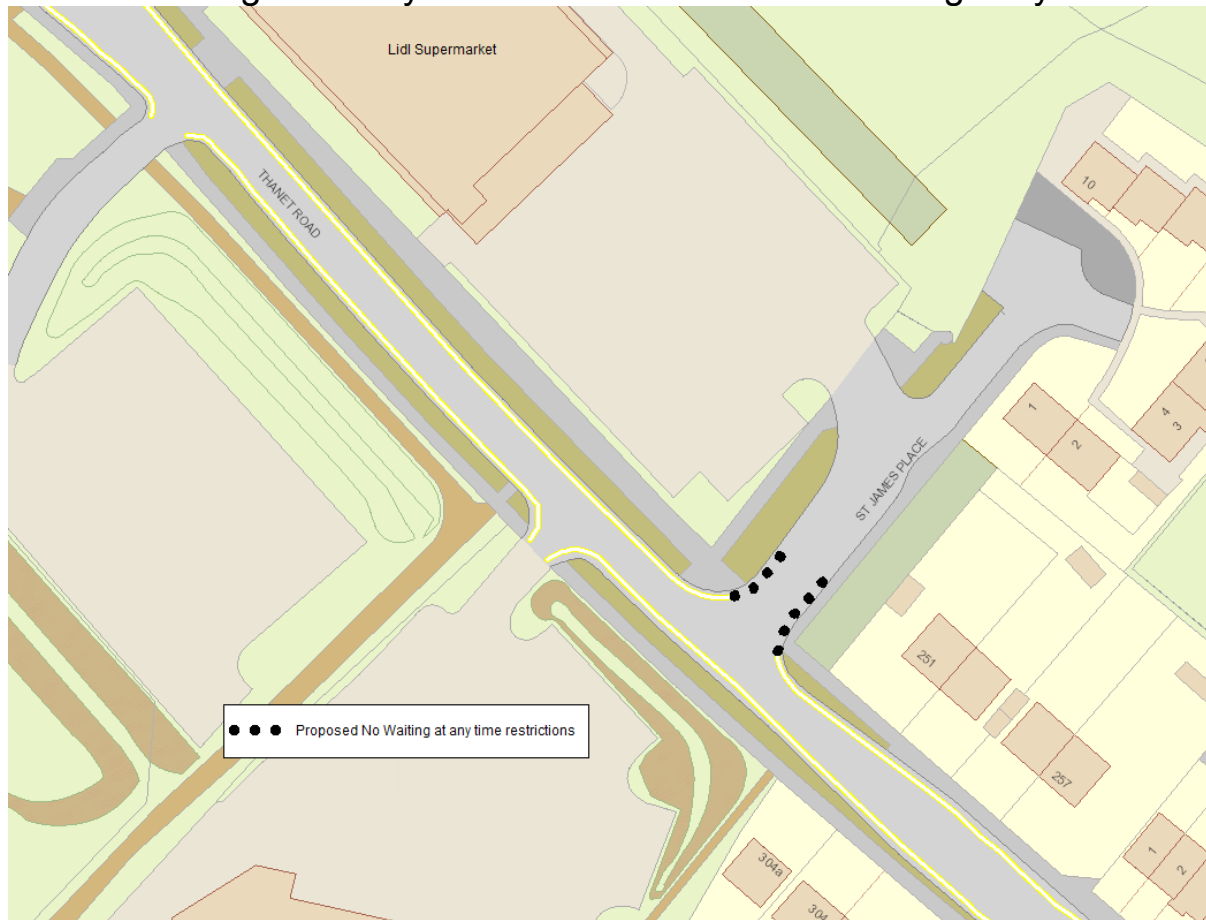 Lidl Supermarket
THANET ROAD
10
1
2
4
3
ST JAMES PLACE
251
257
Proposed No Waiting at any time restrictions
304a
304
1
2